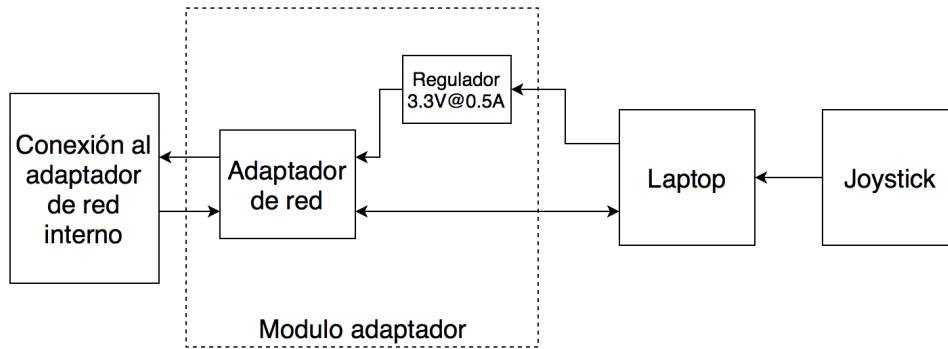 Conexión al
adaptador
de red
interno
Adaptador
de red
Regulador
3.3V@0.5A
Laptop
Joystick
Modulo adaptador